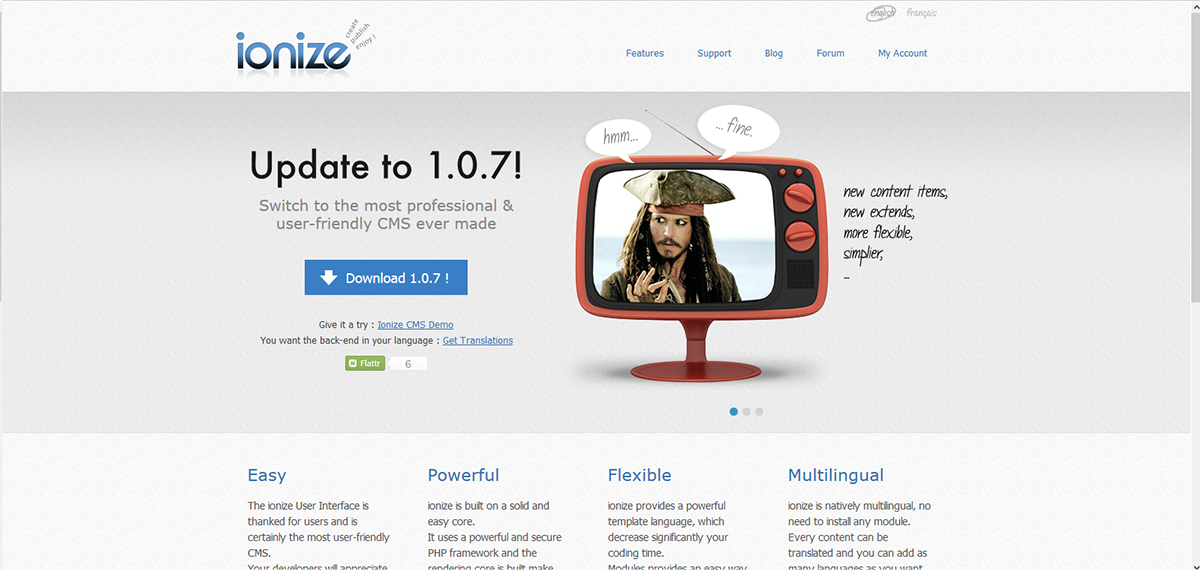 english français
ionize create publish enjoy !
Features Support Blog Forum My Account
hmm...
... fine.
Update to 1.0.7!
Switch to the most professional &
user-friendly CMS ever made
Download 1.0.7 !
Give it a try : Ionize CMS Demo
You want the back-end in your language : Get Translations
Flattr 6
new content items,
new extends,
more flexible,
simplier,
...
Easy
The ionize User Interface is
thanked for users and is
certainly the most user-friendly
CMS.
Your developers will appreciate
Powerful
ionize is built on a solid and
easy core.
It uses a powerful and secure
PHP framework and the
rendering core is built make
Flexible
ionize provides a powerful
template language, which
decrease significantly your
coding time.
Modules provides an easy way
Multilingual
ionize is natively multilingual, no
need to install any module.
Every content can be
translated and you can add as
many languages as you want